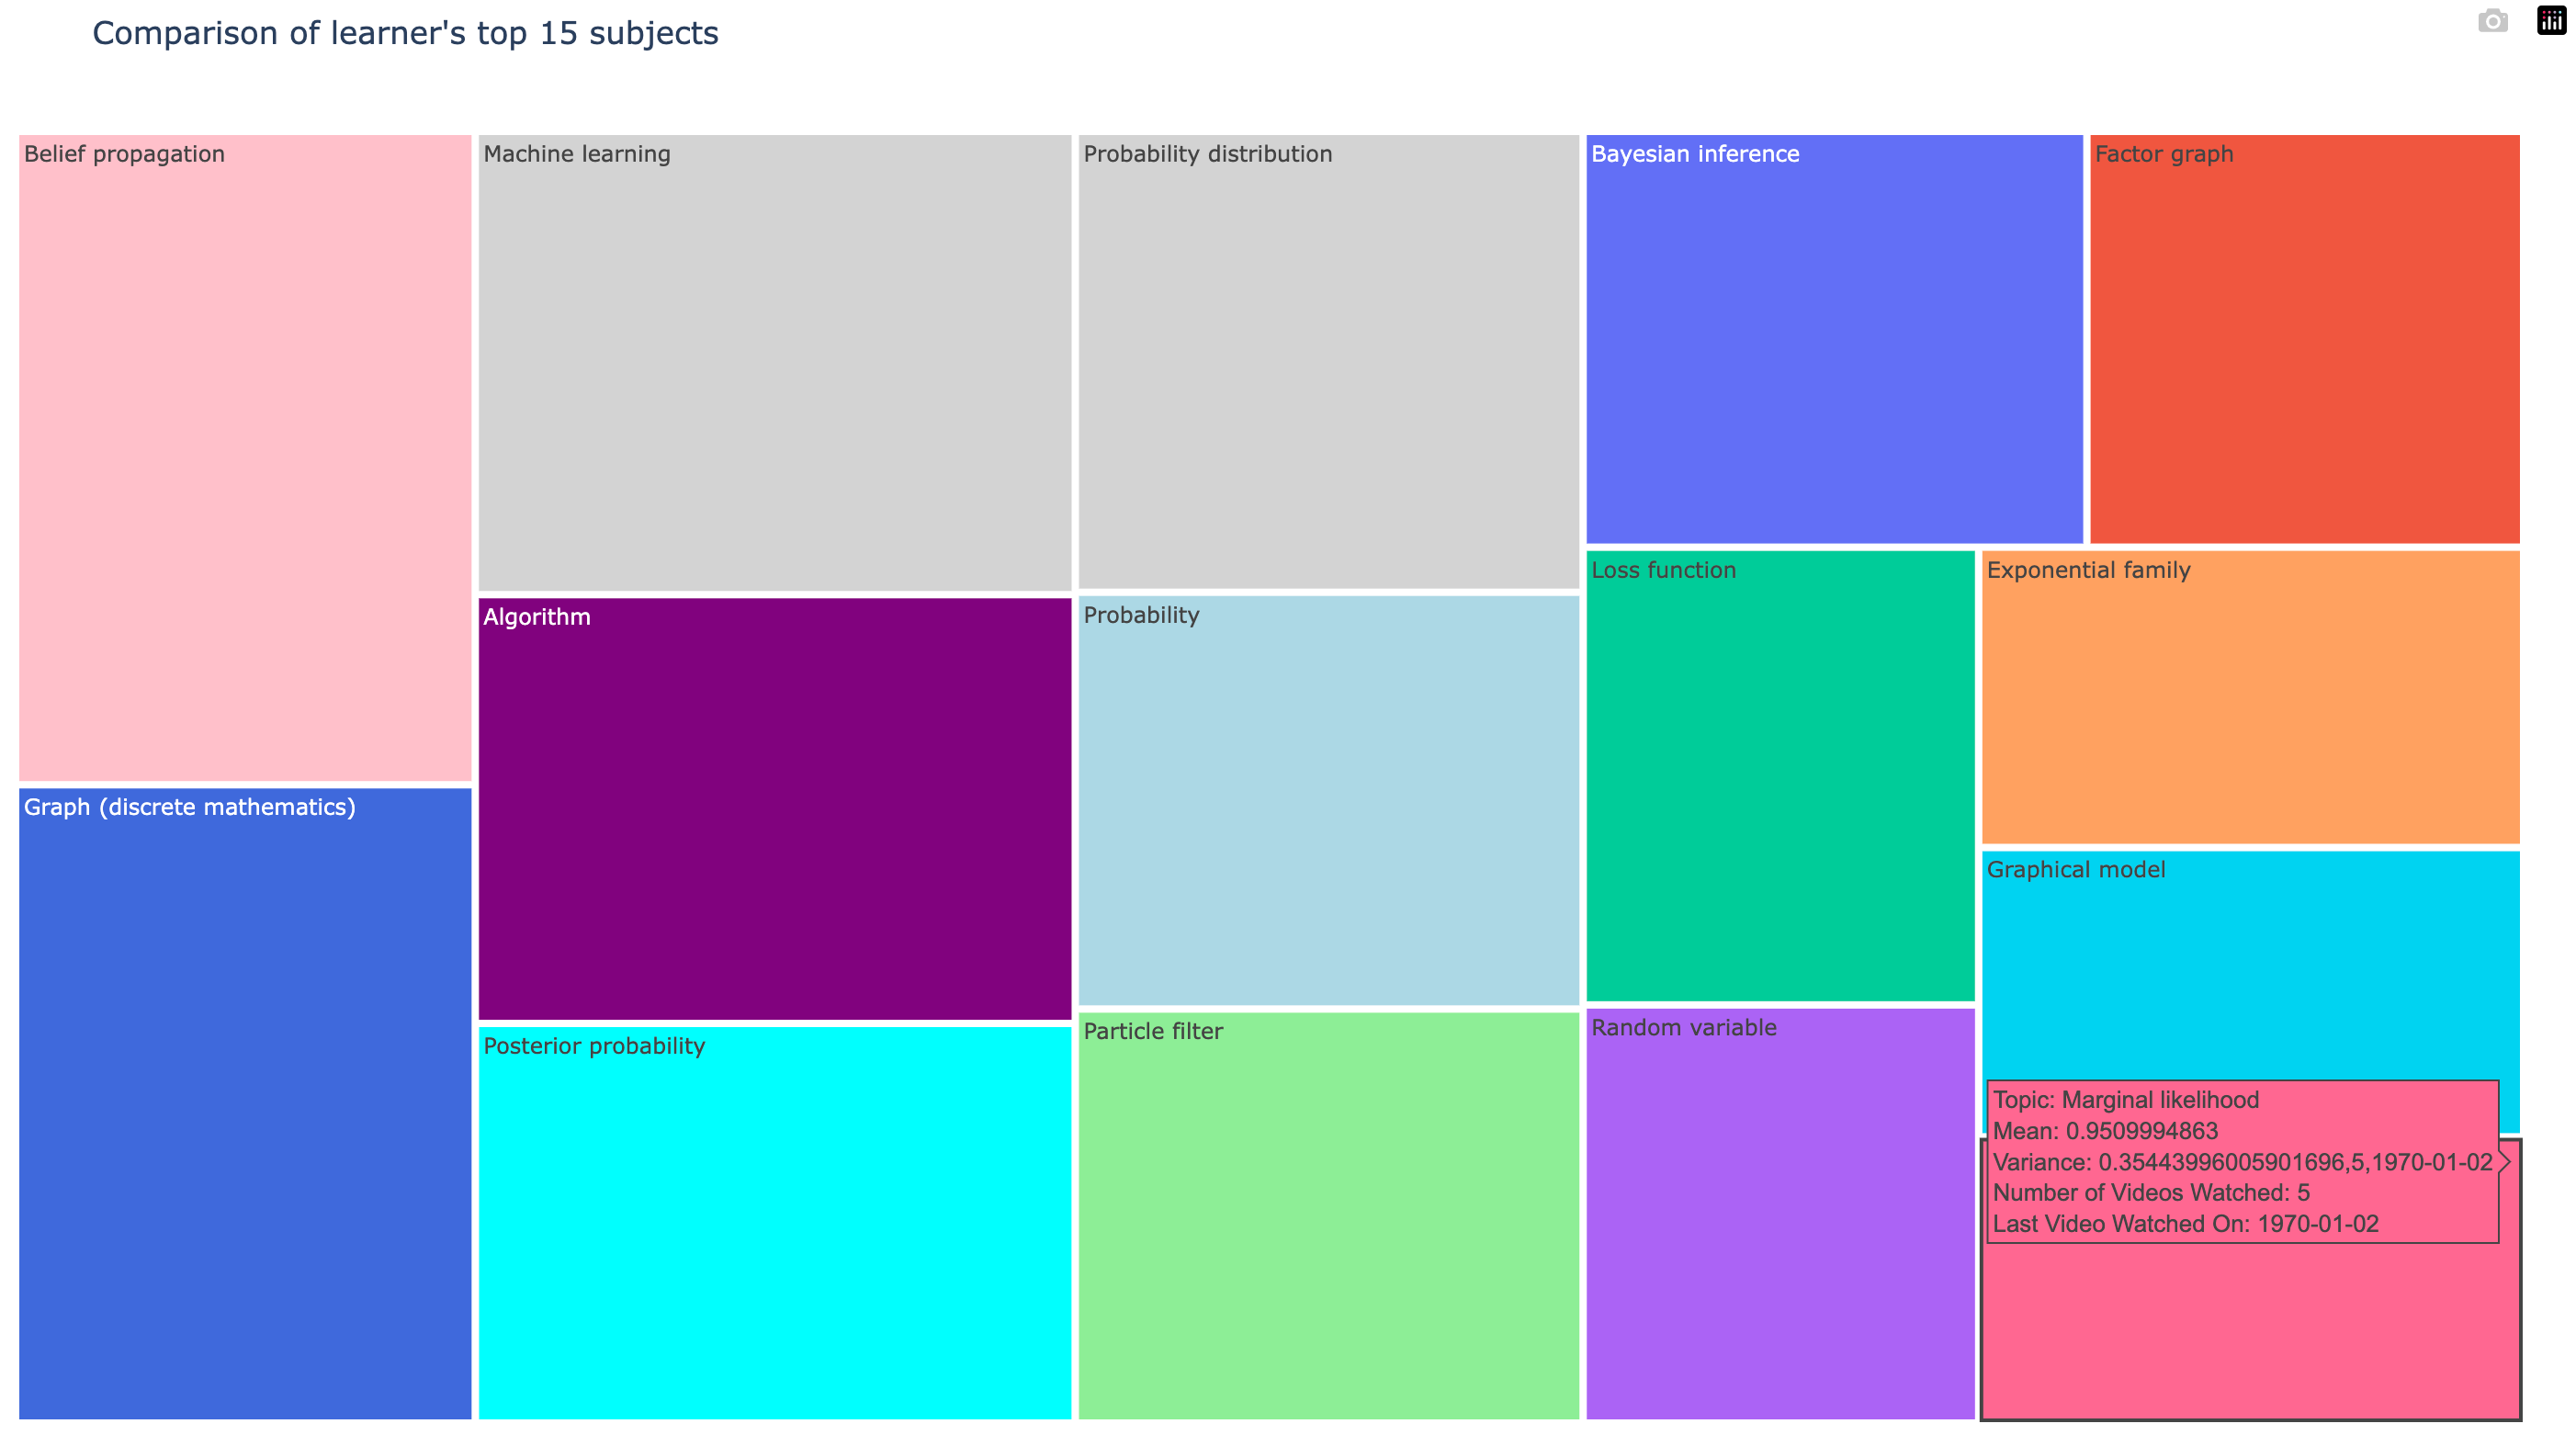 Comparison of learner's top 15 subjects
Belief propagation
Machine learning
Probability distribution
Bayesian inference
Factor graph
Loss function
Exponential family
Algorithm
Probability
Graph (discrete mathematics)
Graphical model
Posterior probability
Particle filter
Random variable
Topic: Marginal likelihood
Mean: 0.9509994863
Variance: 0.35443996005901696,5,1970-01-02
Number of Videos Watched: 5
Last Video Watched On: 1970-01-02